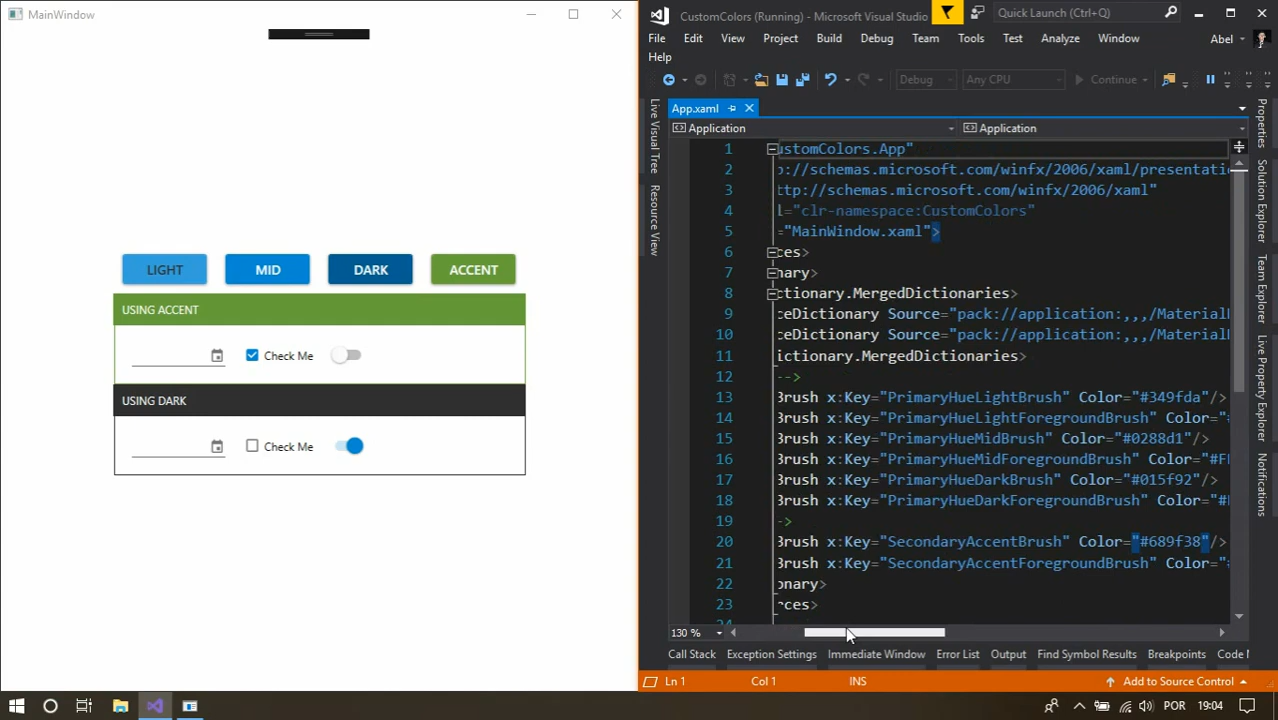 MainWindow
LIGHT
MID
DARK
ACCENT
USING ACCENT
Check Me
USING DARK
Check Me
CustomColors (Running) - Microsoft Visual Studio
Quick Launch (Ctrl+Q)
File Edit View Project Build Debug Team Tools Test Analyze Window Abel
Help
Debug Any CPU Continue
App.xaml
Application
Application
1 ustomColors.App"
2 p://schemas.microsoft.com/winfx/2006/xaml/presentatio
3 ttp://schemas.microsoft.com/winfx/2006/xaml"
4 l="clr-namespace:CustomColors"
5 ="MainWindow.xaml">
6 ces>
7 nary>
8 ctionary.MergedDictionaries>
9 ceDictionary Source="pack://application:,,,/Material
10 ceDictionary Source="pack://application:,,,/Material
11 ictionary.MergedDictionaries>
12 -->
13 Brush x:Key="PrimaryHueLightBrush" Color="#349fda"/>
14 Brush x:Key="PrimaryHueLightForegroundBrush" Color="
15 Brush x:Key="PrimaryHueMidBrush" Color="#0288d1"/>
16 Brush x:Key="PrimaryHueMidForegroundBrush" Color="#F
17 Brush x:Key="PrimaryHueDarkBrush" Color="#015f92"/>
18 Brush x:Key="PrimaryHueDarkForegroundBrush" Color="#
19 ->
20 Brush x:Key="SecondaryAccentBrush" Color="#689f38"/>
21 Brush x:Key="SecondaryAccentForegroundBrush" Color="
22 onary>
23 rces>
24
130 %
Live Visual Tree
Resource View
Properties
Solution Explorer
Team Explorer
Live Property Explorer
Notifications
Call Stack Exception Settings Immediate Window Error List Output Find Symbol Results Breakpoints Code
Ln 1 Col 1 INS Add to Source Control
POR 19:04